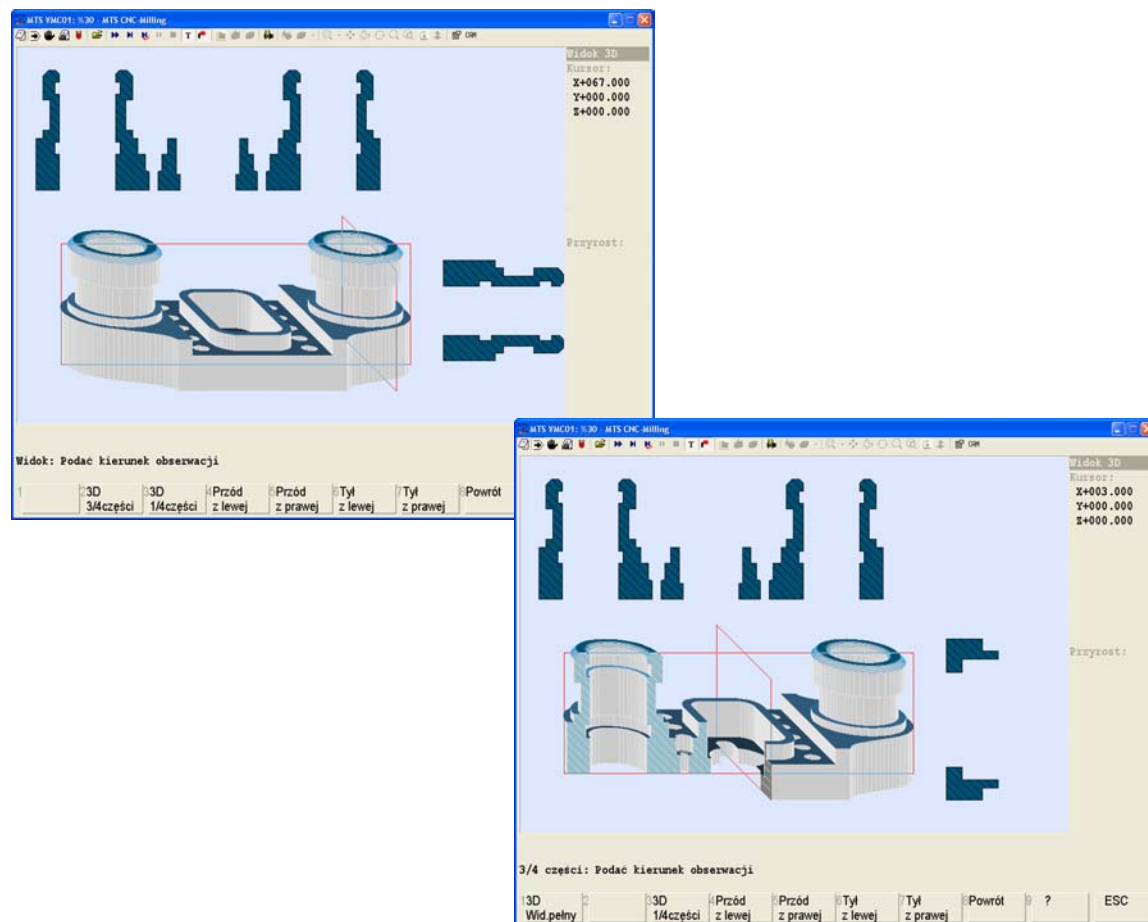 MTS VMC01: %30 - MTS CNC-Milling
T
CAM
Widok 3D
Kursor:
X+067.000
Y+000.000
Z+000.000
Przyrost:
Widok: Podać kierunek obserwacji
1
2 3D 3/4części
3 3D 1/4części
4 Przód z lewej
5 Przód z prawej
6 Tył z lewej
7 Tył z prawej
8 Powrót
MTS VMC01: %30 - MTS CNC-Milling
T
CAM
Widok 3D
Kursor:
X+003.000
Y+000.000
Z+000.000
Przyrost:
3/4 części: Podać kierunek obserwacji
1 3D Wid.pełny
2
3 3D 1/4części
4 Przód z lewej
5 Przód z prawej
6 Tył z lewej
7 Tył z prawej
8 Powrót
9 ?
ESC